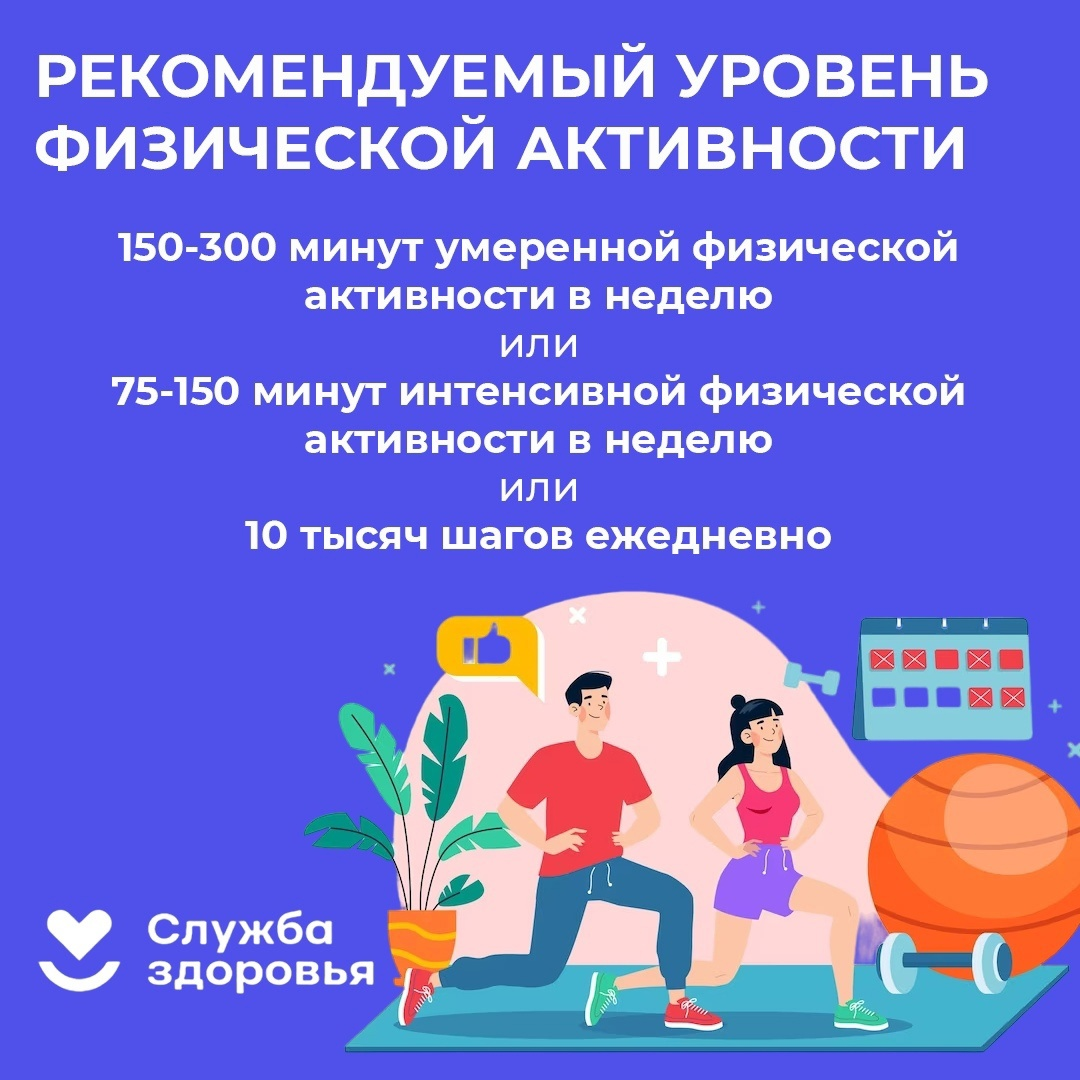 РЕКОМЕНДУЕМЫЙ УРОВЕНЬ
ФИЗИЧЕСКОЙ АКТИВНОСТИ
150-300 минут умеренной физической
активности в неделю
или
75-150 минут интенсивной физической
активности в неделю
или
10 тысяч шагов ежедневно
Служба
здоровья